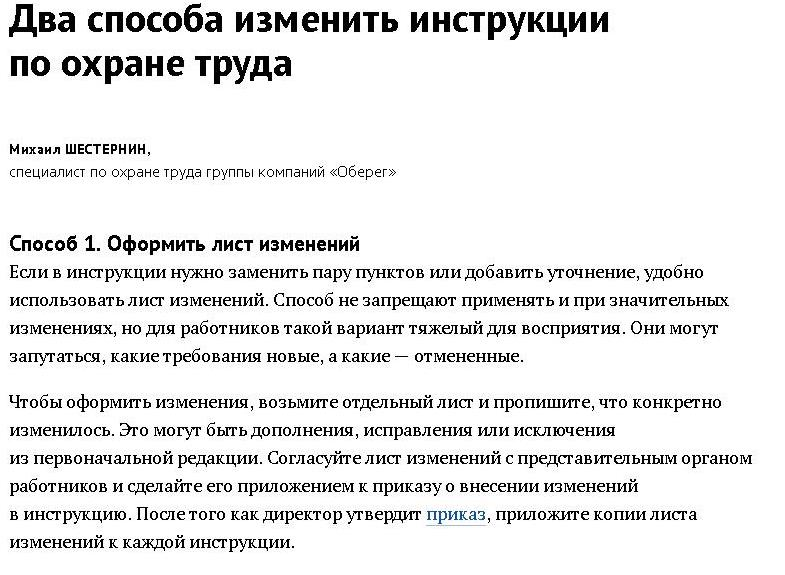 Два способа изменить инструкции
по охране труда
Михаил ШЕСТЕРНИН,
специалист по охране труда группы компаний «Оберег»
Способ 1. Оформить лист изменений
Если в инструкции нужно заменить пару пунктов или добавить уточнение, удобно
использовать лист изменений. Способ не запрещают применять и при значительных
изменениях, но для работников такой вариант тяжелый для восприятия. Они могут
запутаться, какие требования новые, а какие — отмененные.
Чтобы оформить изменения, возьмите отдельный лист и пропишите, что конкретно
изменилось. Это могут быть дополнения, исправления или исключения
из первоначальной редакции. Согласуйте лист изменений с представительным органом
работников и сделайте его приложением к приказу о внесении изменений
в инструкцию. После того как директор утвердит приказ, приложите копии листа
изменений к каждой инструкции.